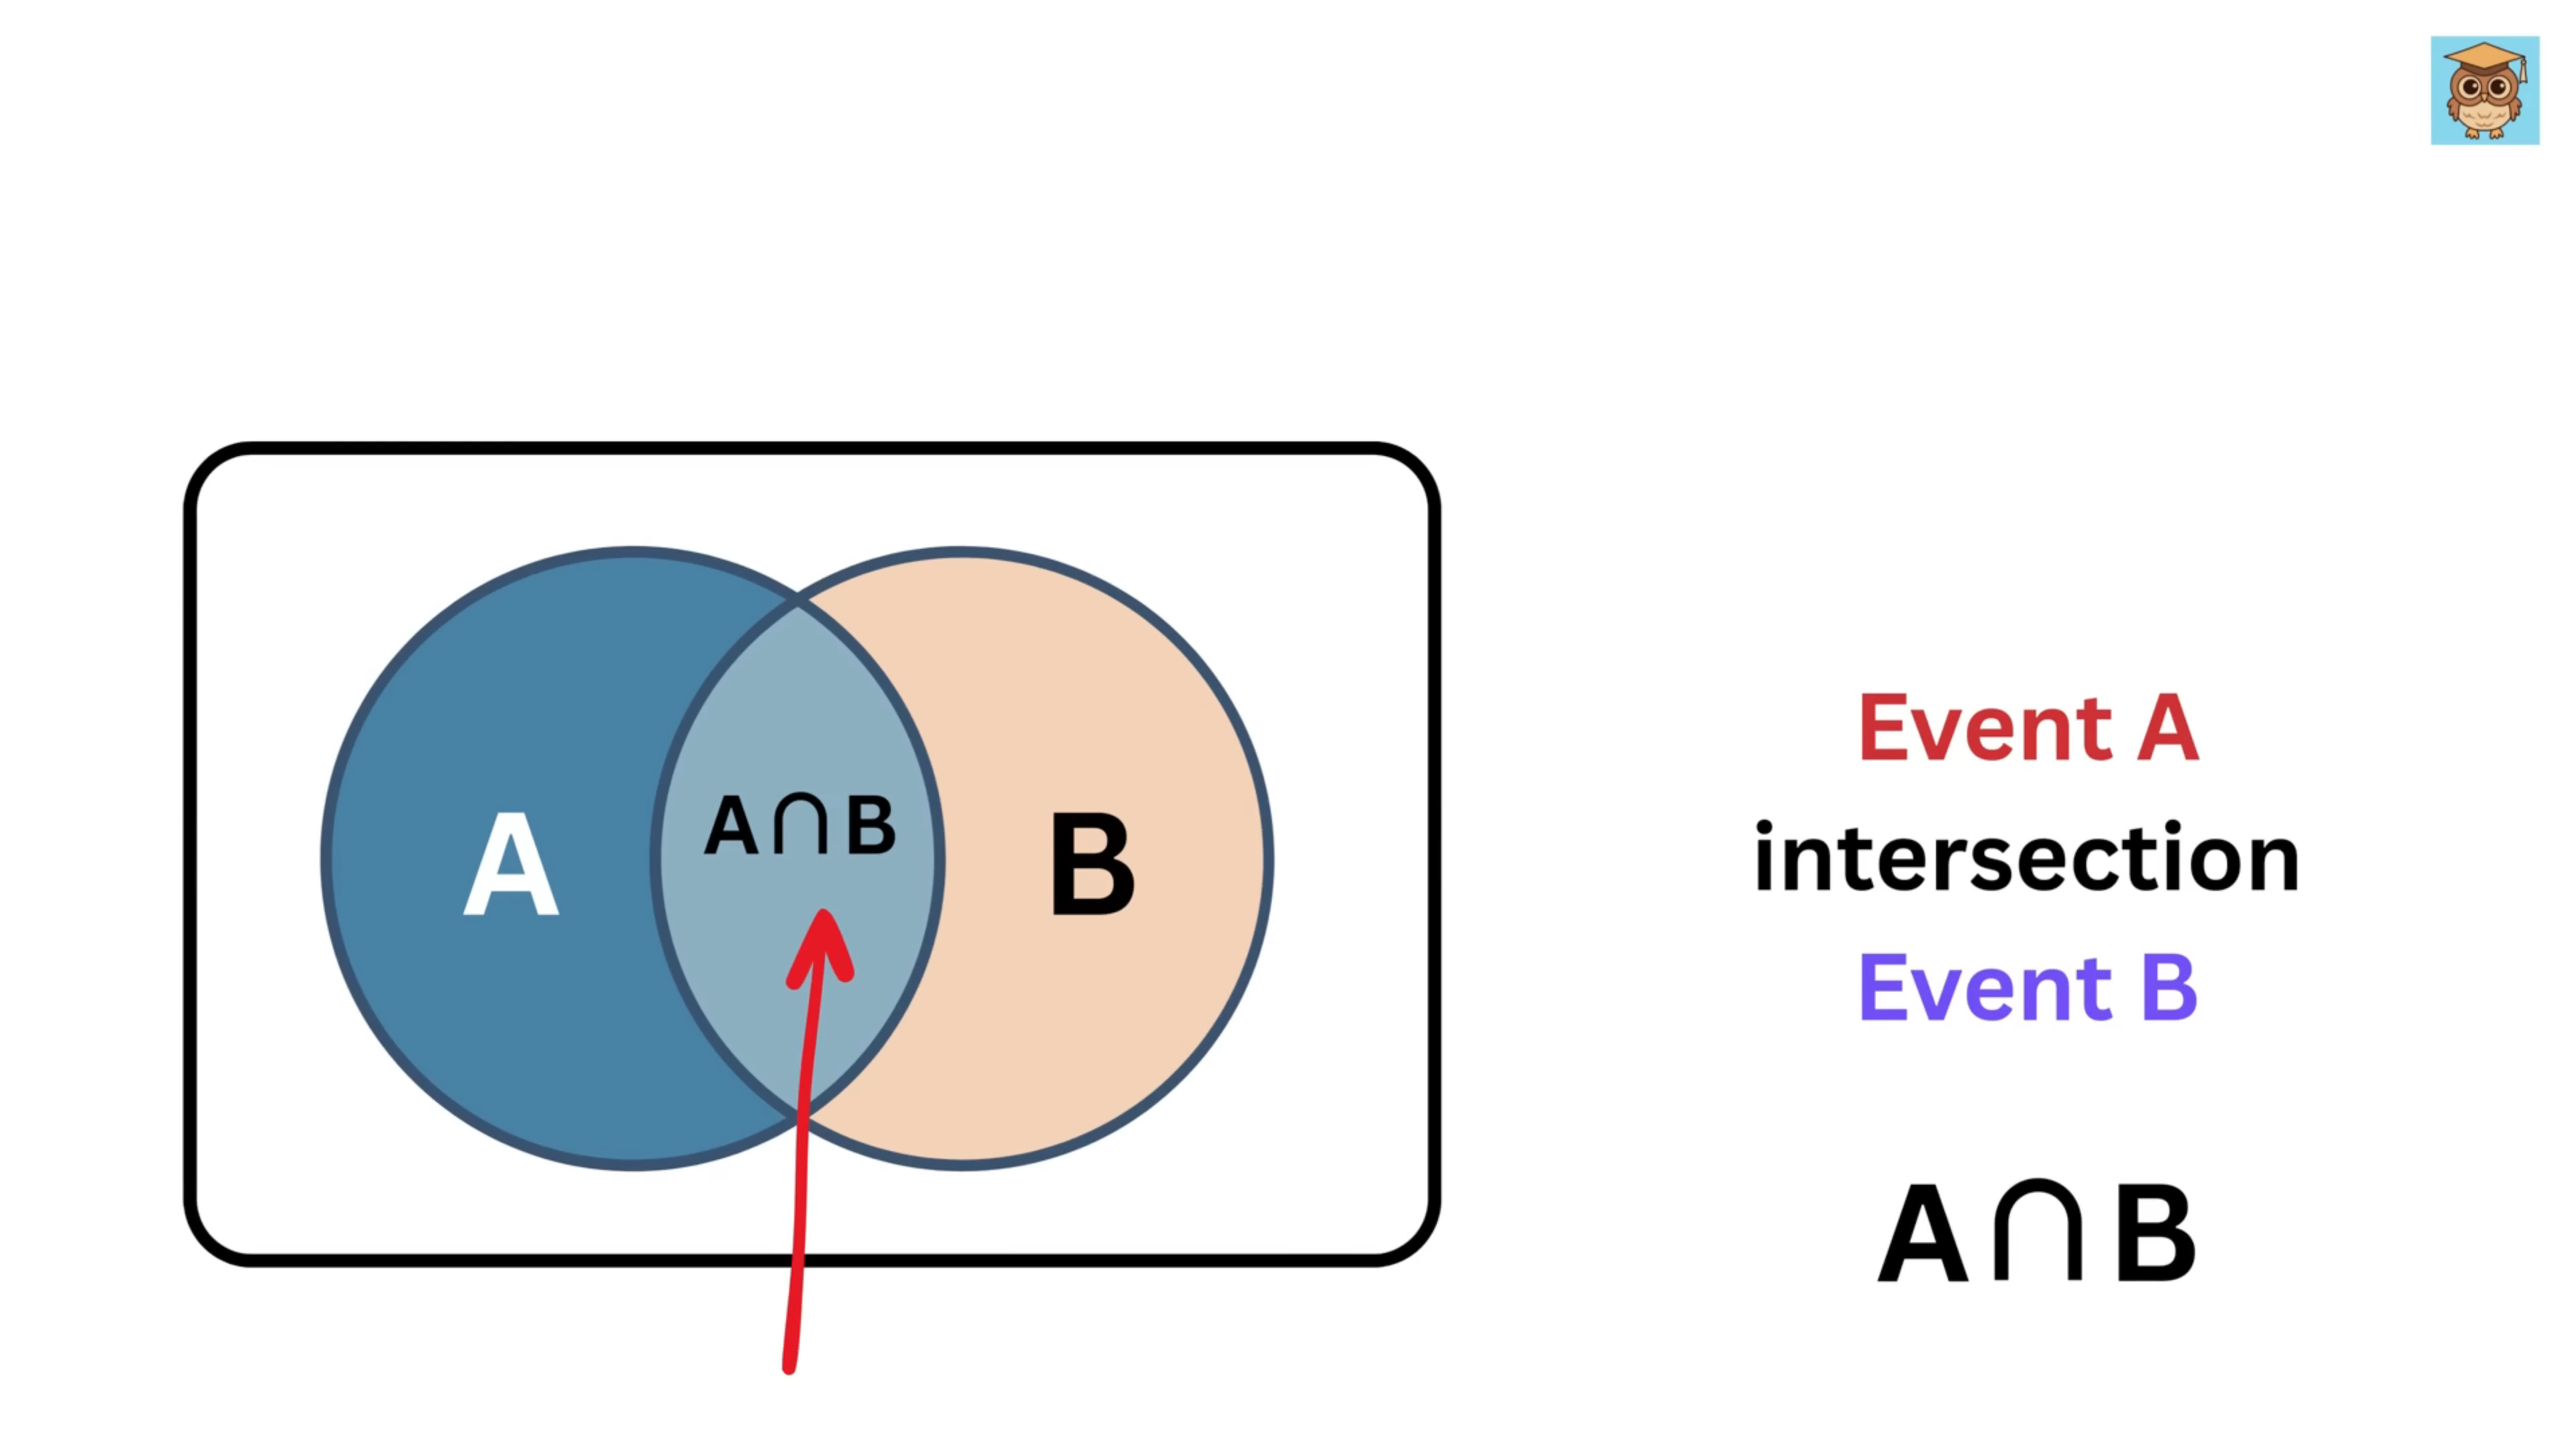 A
A∩B
B
Event A
intersection
Event B
A∩B